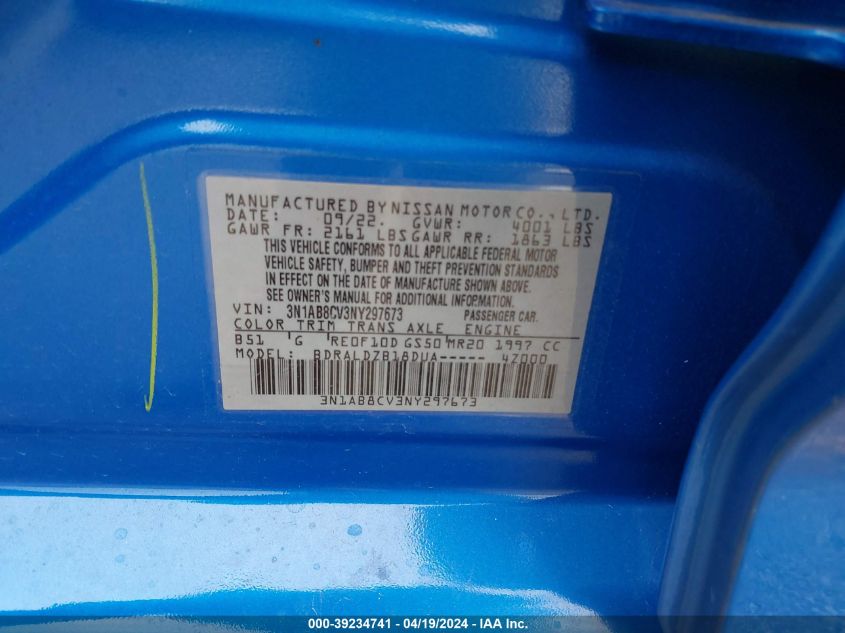 MANUFACTURED BY NISSAN MOTOR CO., LTD.
DATE: 09/22. GVWR: 4001 LBS
GAWR FR: 2161 LBS GAWR RR: 1863 LBS
THIS VEHICLE CONFORMS TO ALL APPLICABLE FEDERAL MOTOR
VEHICLE SAFETY, BUMPER AND THEFT PREVENTION STANDARDS
IN EFFECT ON THE DATE OF MANUFACTURE SHOWN ABOVE.
SEE OWNER'S MANUAL FOR ADDITIONAL INFORMATION.
VIN: 3N1AB8CV3NY297673 PASSENGER CAR.
COLOR TRIM TRANS AXLE ENGINE
B51 G RE0F10D GS50 MR20 1997 CC
MODEL: BDRALDZB18DUA----- 4Z000
3N1AB8CV3NY297673
000-39234741 - 04/19/2024 - IAA Inc.